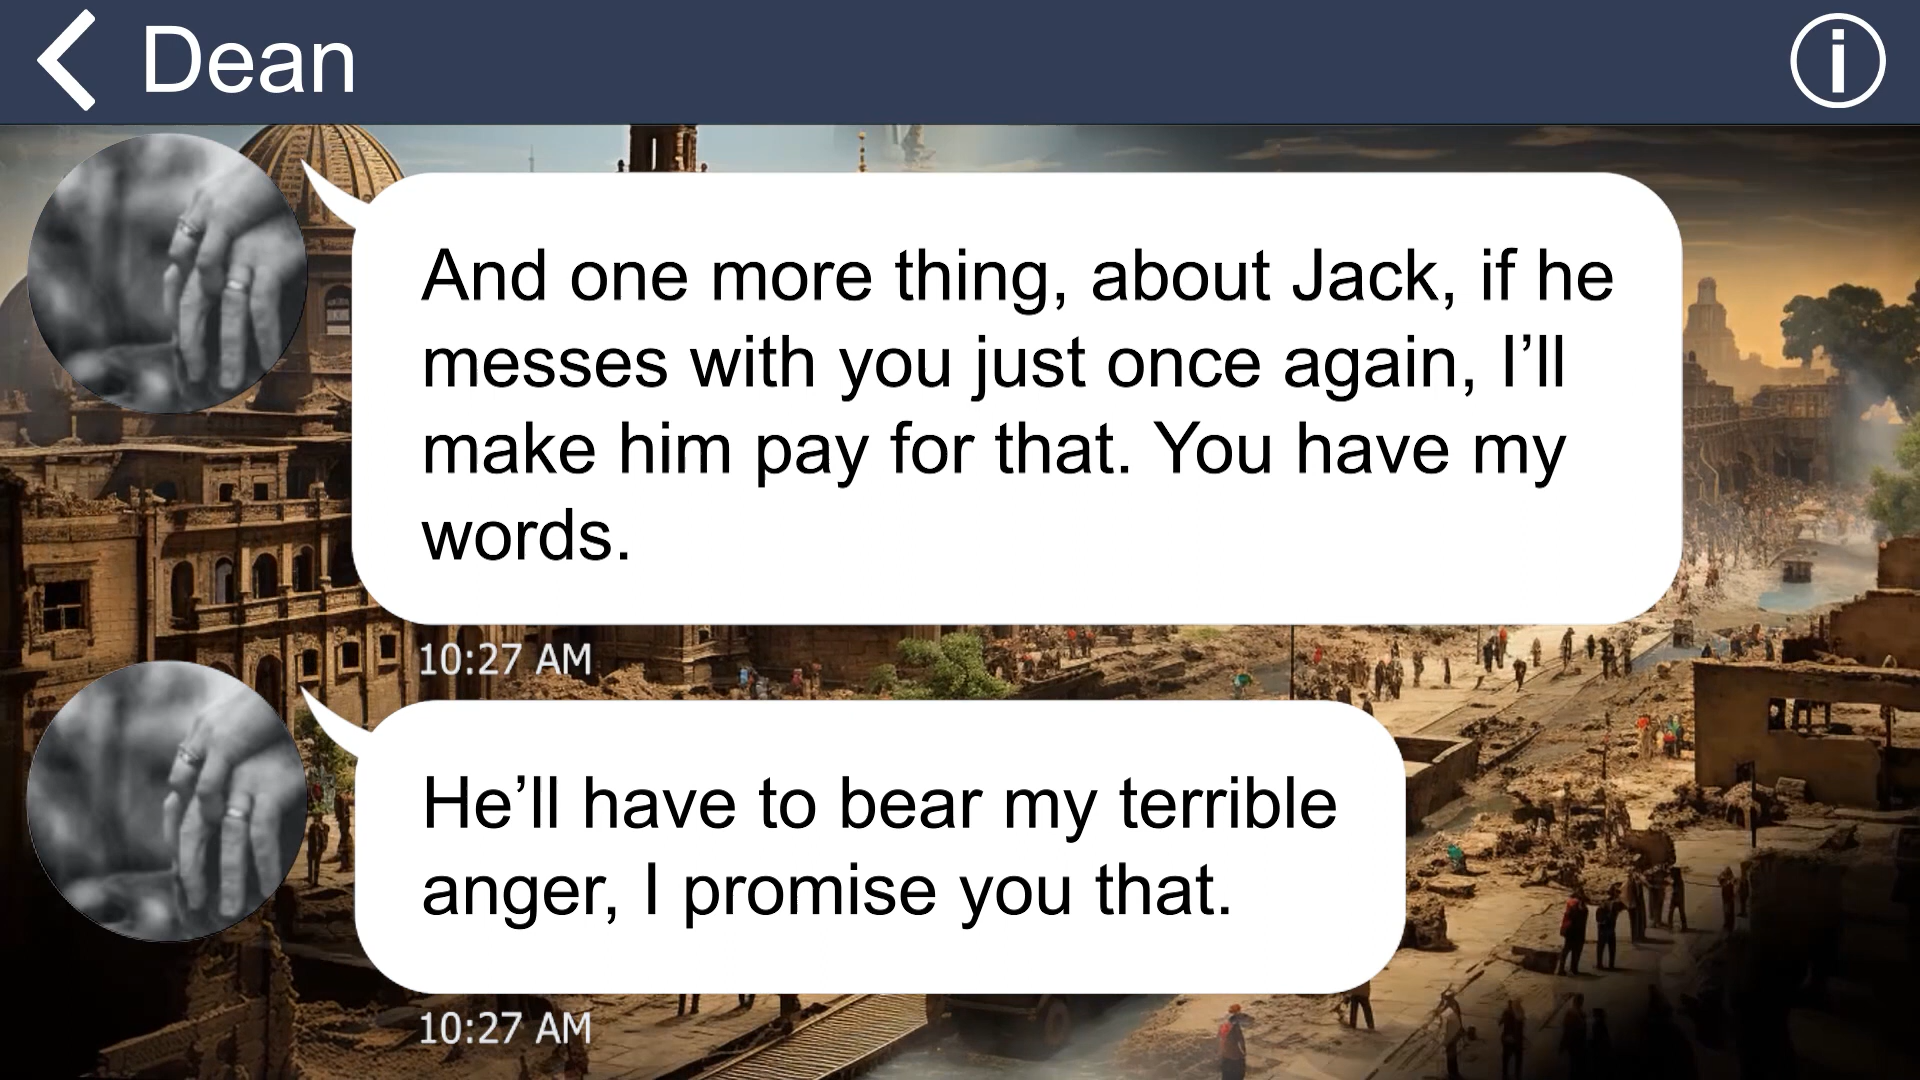 Dean
And one more thing, about Jack, if he
messes with you just once again, I’ll
make him pay for that. You have my
words.
10:27 AM
He’ll have to bear my terrible
anger, I promise you that.
10:27 AM